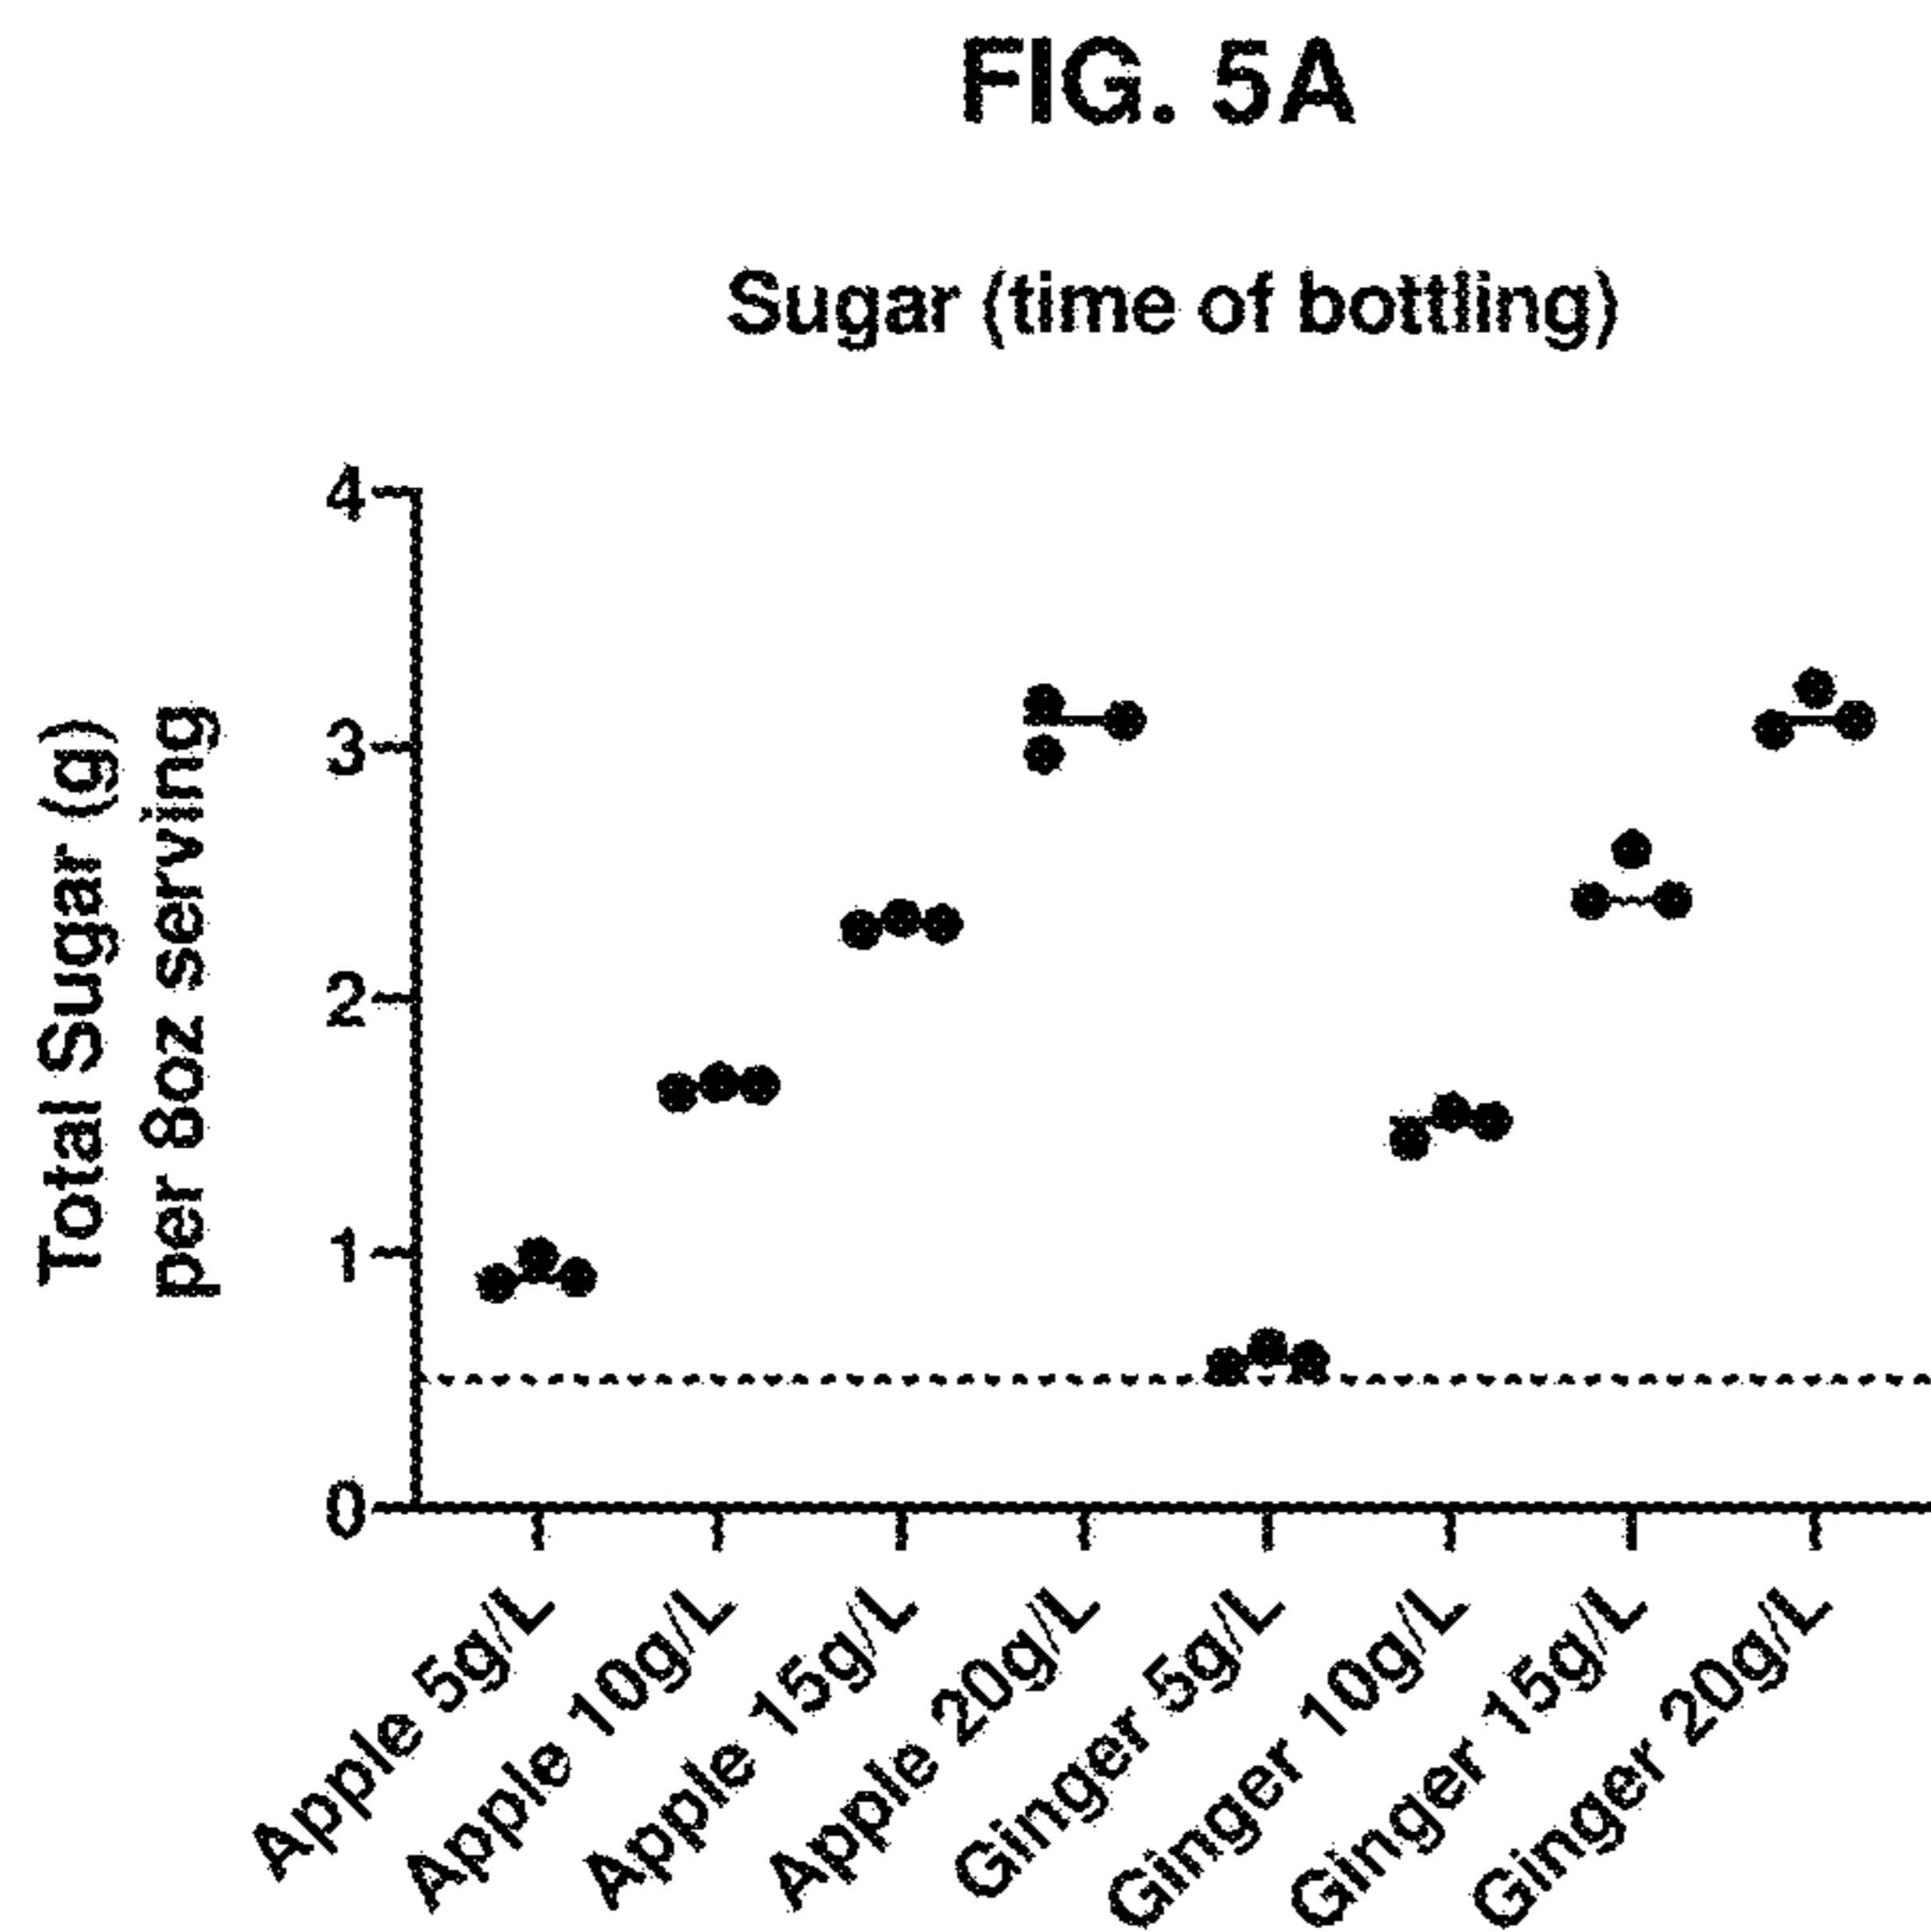 FIG. 5A
Sugar (time of bottling)
Total Sugar (g)
per 8oz serving
4
3
2
1
0
Apple 5g/L
Apple 10g/L
Apple 15g/L
Apple 20g/L
Ginger 5g/L
Ginger 10g/L
Ginger 15g/L
Ginger 20g/L